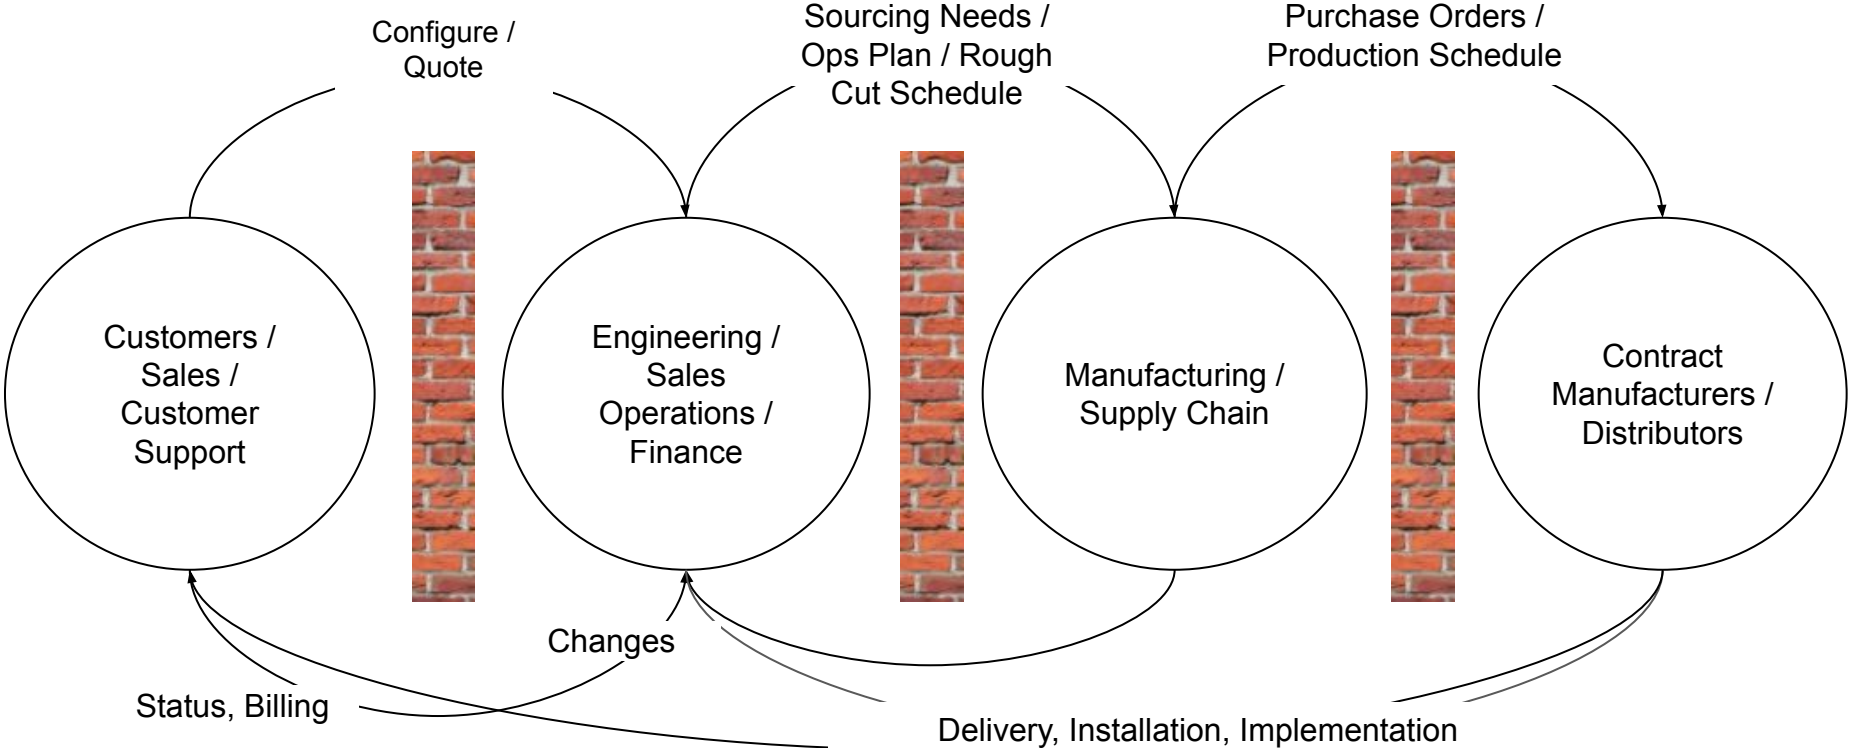 Configure /
Quote
Sourcing Needs /
Ops Plan / Rough
Cut Schedule
Purchase Orders /
Production Schedule
Customers /
Sales /
Customer
Support
Engineering /
Sales
Operations /
Finance
Manufacturing /
Supply Chain
Contract
Manufacturers /
Distributors
Changes
Status, Billing
Delivery, Installation, Implementation